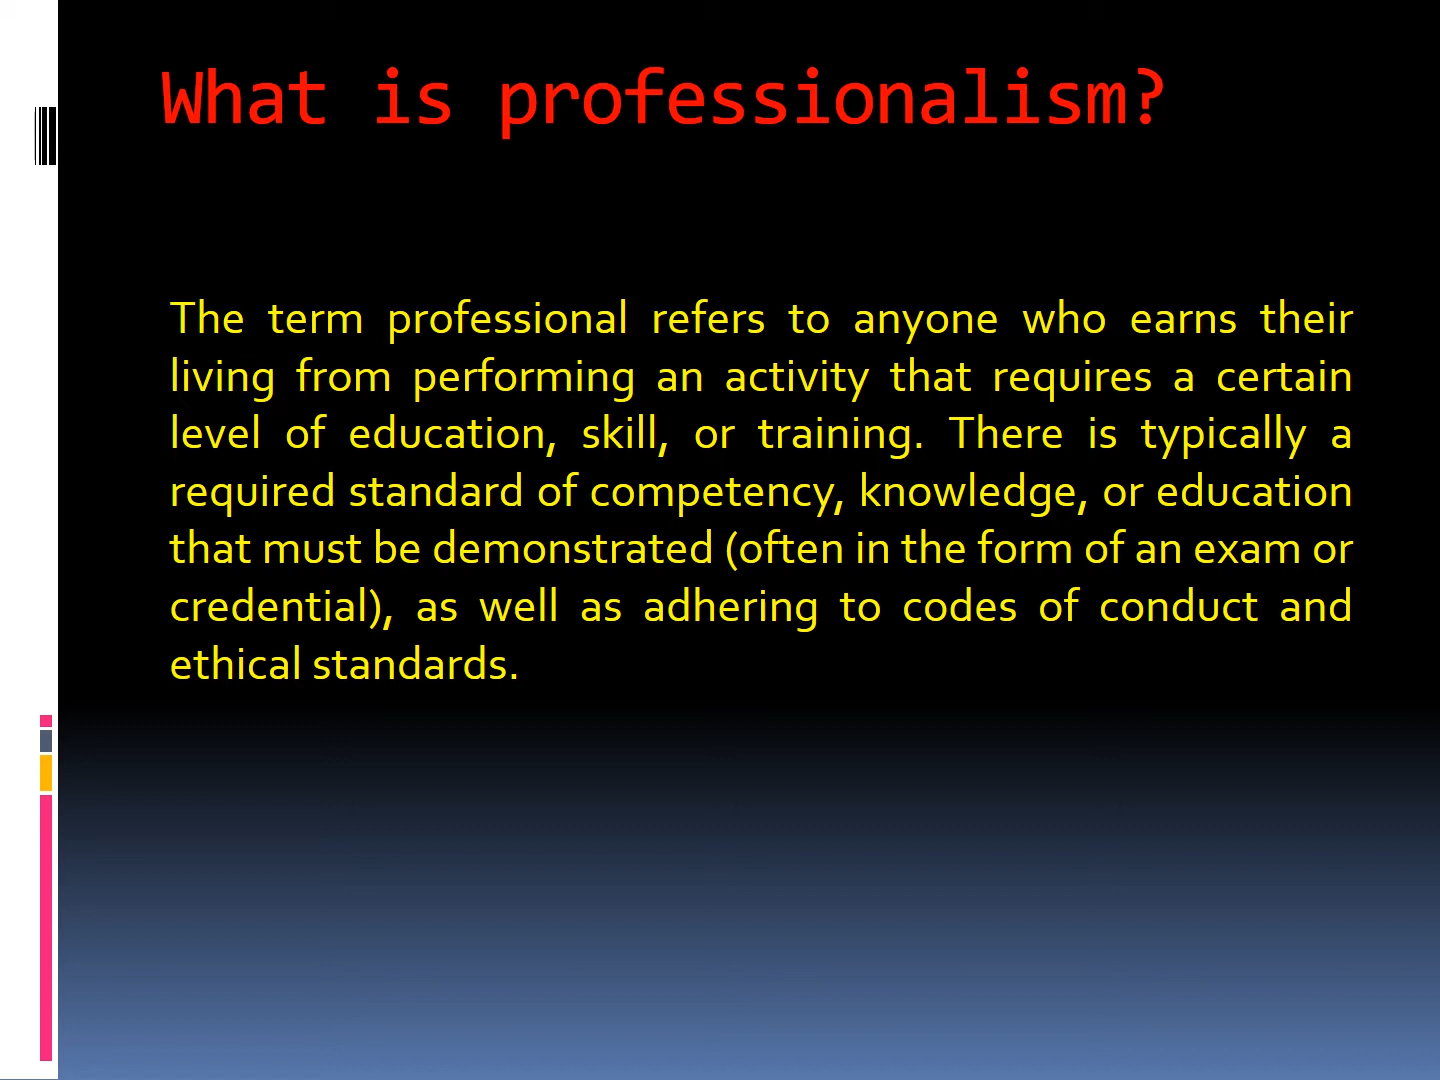 What is professionalism?
The term professional refers to anyone who earns their
living from performing an activity that requires a certain
level of education, skill, or training. There is typically a
required standard of competency, knowledge, or education
that must be demonstrated (often in the form of an exam or
credential), as well as adhering to codes of conduct and
ethical standards.